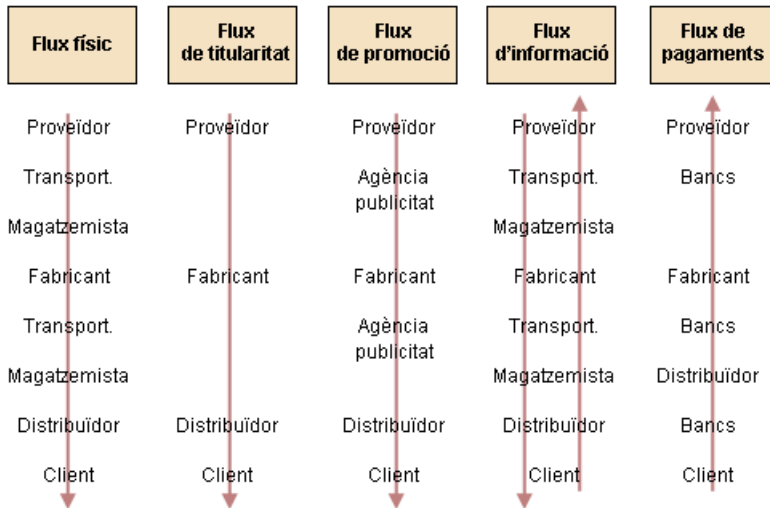 Flux físic
Flux
de titularitat
Flux
de promoció
Flux
d'informació
Flux de
pagaments
Proveïdor
Transport.
Magatzemista
Fabricant
Transport.
Magatzemista
Distribuïdor
Client
Proveïdor
Fabricant
Distribuïdor
Client
Proveïdor
Agència
publicitat
Fabricant
Agència
publicitat
Distribuïdor
Client
Proveïdor
Transport.
Magatzemista
Fabricant
Transport.
Magatzemista
Distribuïdor
Client
Proveïdor
Bancs
Fabricant
Bancs
Distribuïdor
Bancs
Client